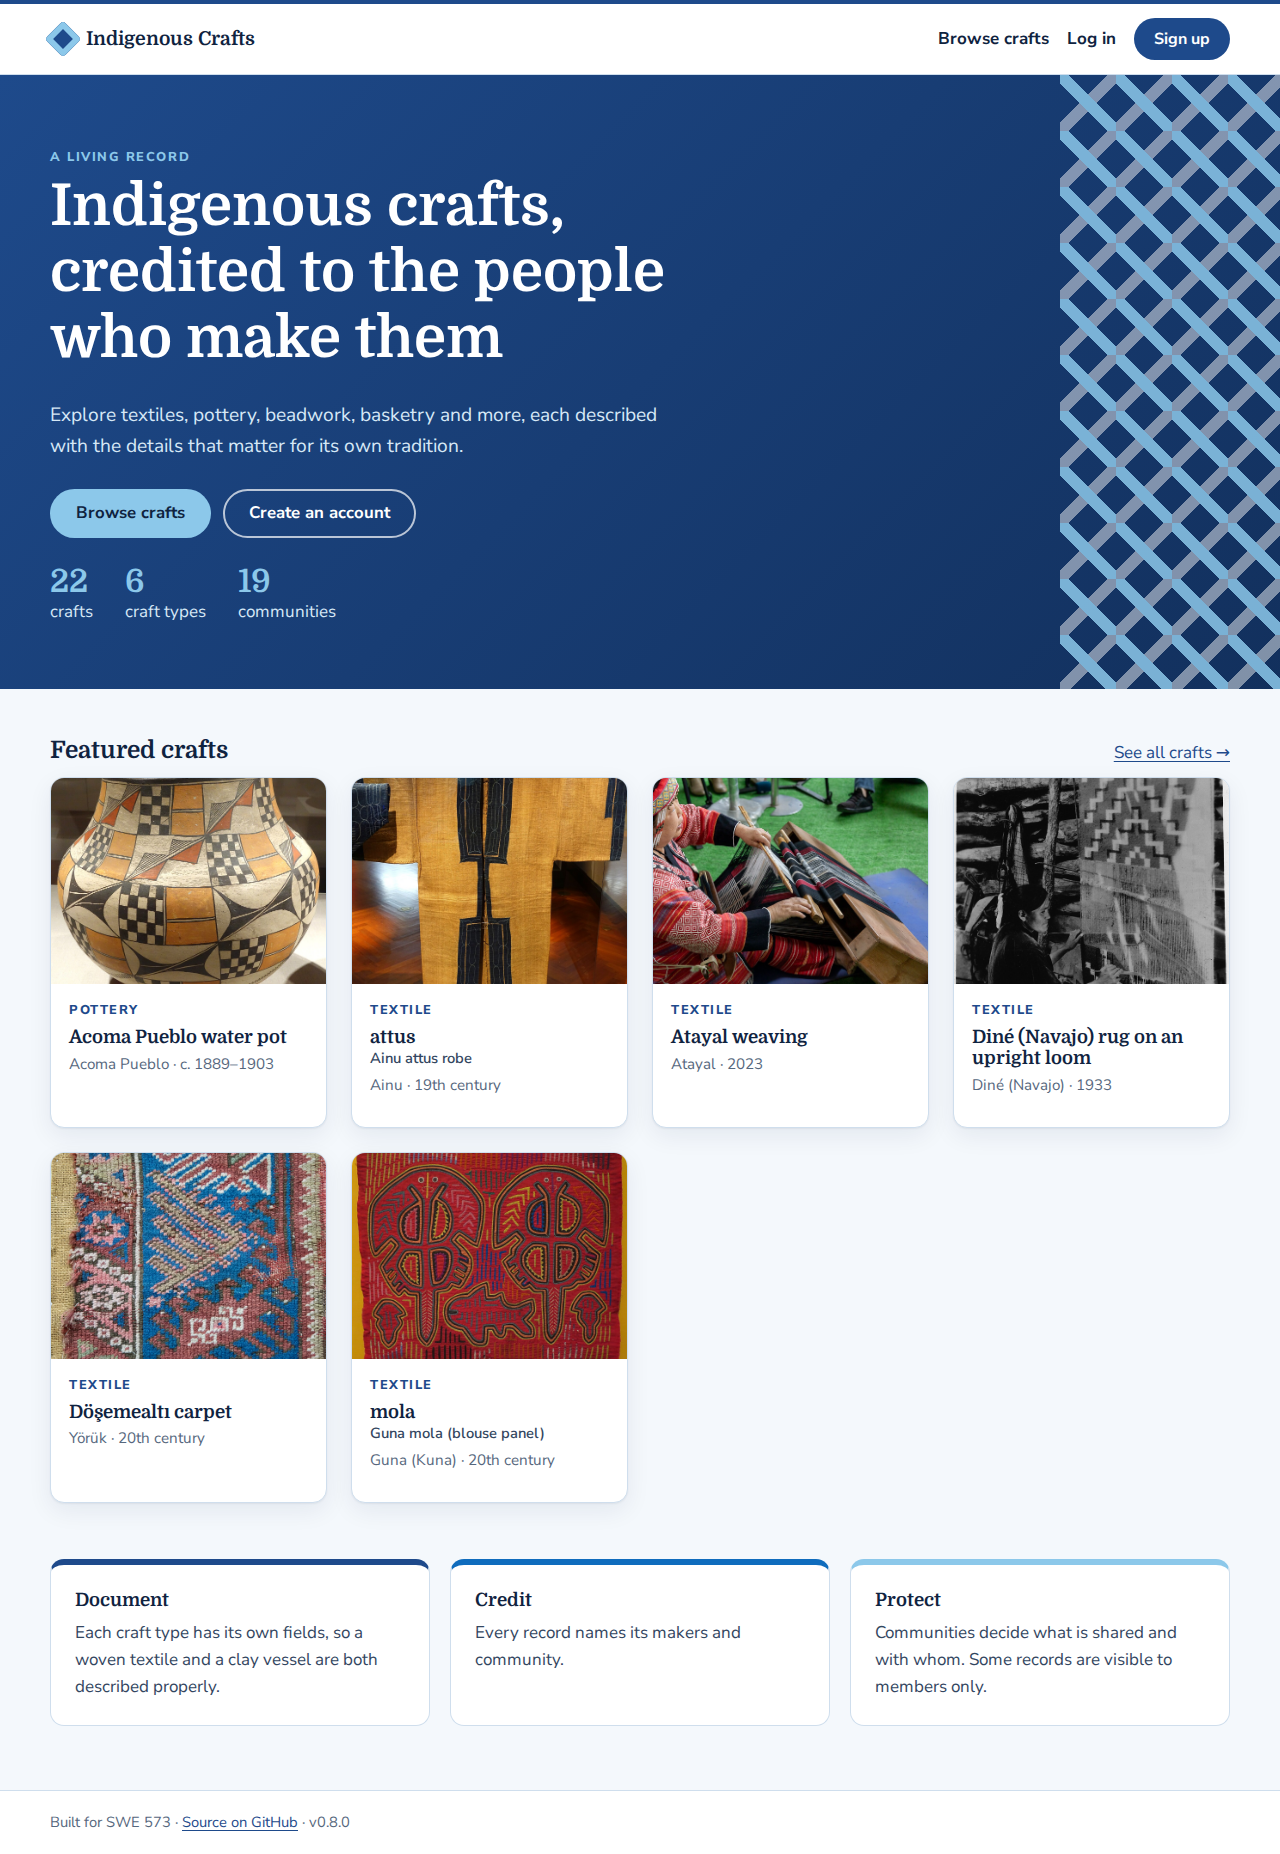 Indigenous Crafts
Browse crafts Log in Sign up
A LIVING RECORD
Indigenous crafts,
credited to the people
who make them
Explore textiles, pottery, beadwork, basketry and more, each described
with the details that matter for its own tradition.
Browse crafts Create an account
22 6 19
crafts craft types communities
Featured crafts
See all crafts →
POTTERY
Acoma Pueblo water pot
Acoma Pueblo · c. 1889–1903
TEXTILE
attus
Ainu attus robe
Ainu · 19th century
TEXTILE
Atayal weaving
Atayal · 2023
TEXTILE
Diné (Navajo) rug on an
upright loom
Diné (Navajo) · 1933
TEXTILE
Döşemealtı carpet
Yörük · 20th century
TEXTILE
mola
Guna mola (blouse panel)
Guna (Kuna) · 20th century
Document
Each craft type has its own fields, so a
woven textile and a clay vessel are both
described properly.
Credit
Every record names its makers and
community.
Protect
Communities decide what is shared and
with whom. Some records are visible to
members only.
Built for SWE 573 · Source on GitHub · v0.8.0